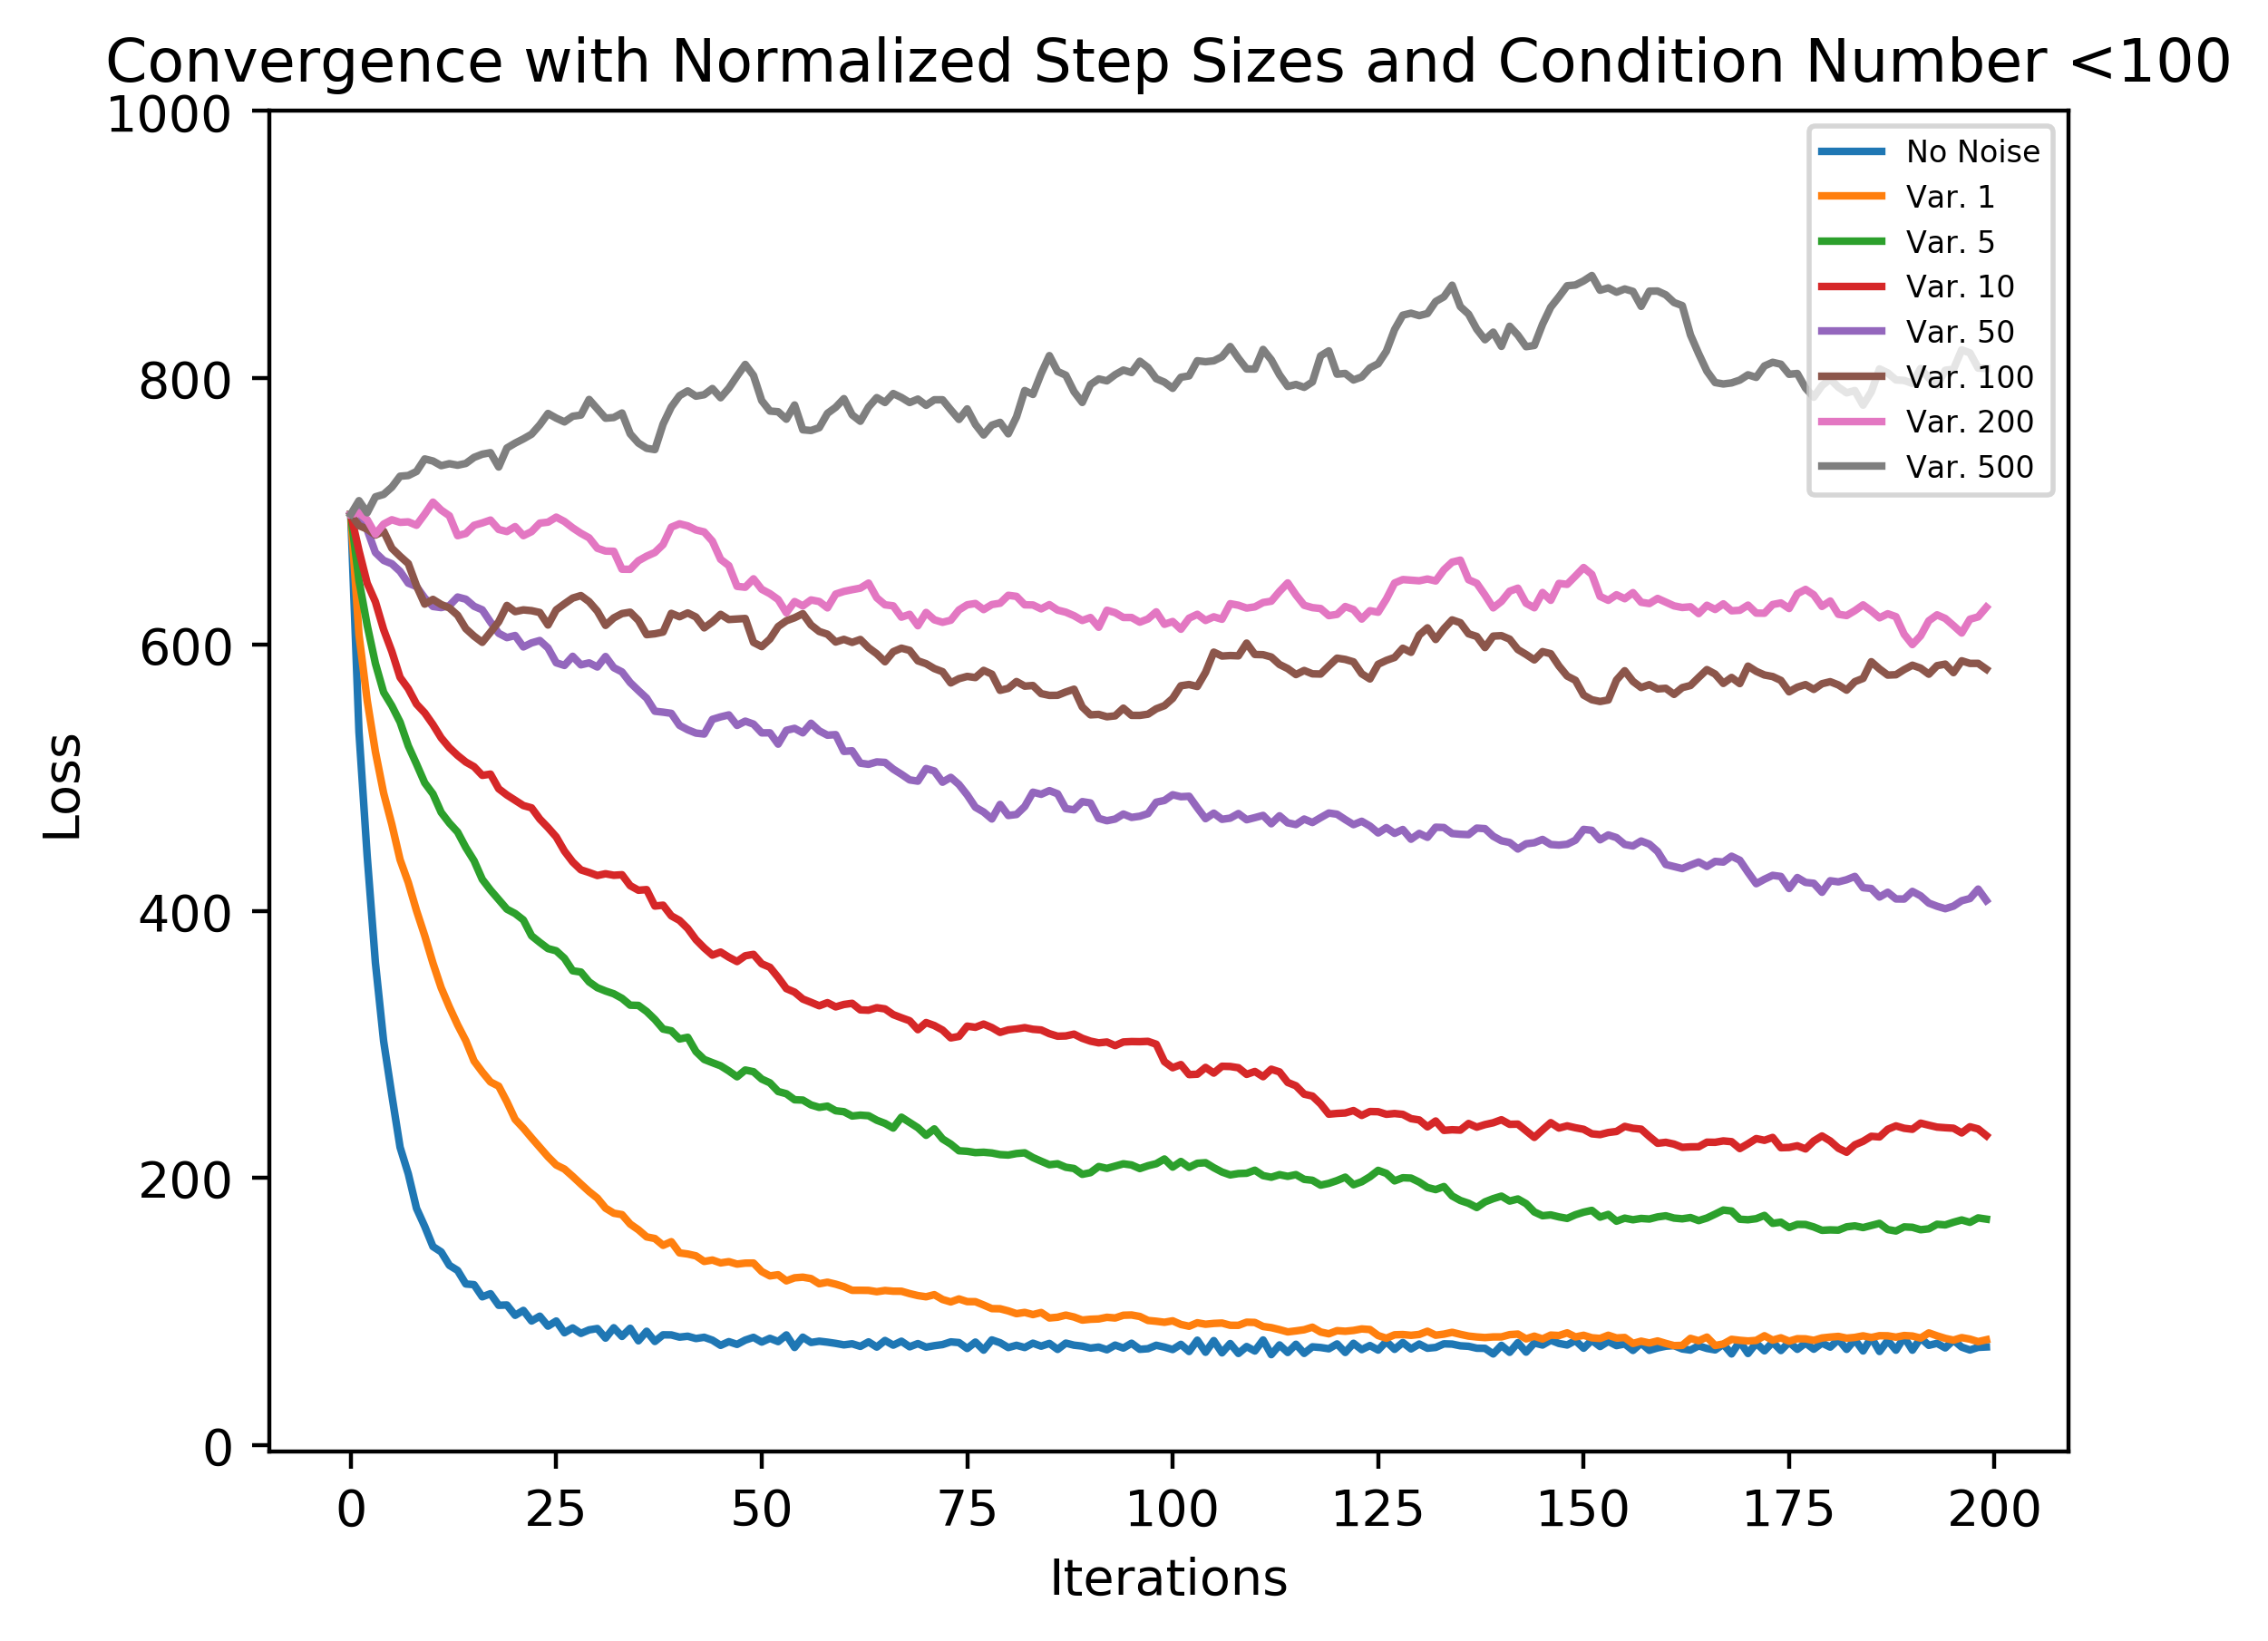 Convergence with Normalized Step Sizes and Condition Number <100
1000
800
600
400
200
0
Loss
No Noise
Var. 1
Var. 5
Var. 10
Var. 50
Var. 100
Var. 200
Var. 500
0 25 50 75 100 125 150 175 200
Iterations